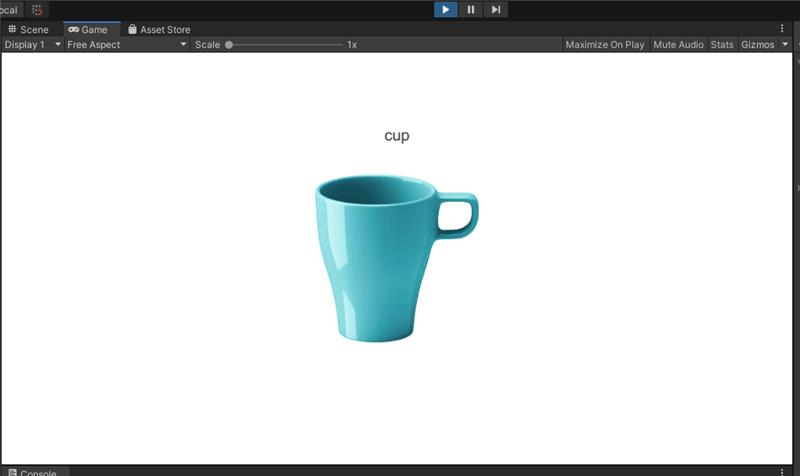 ocal
Scene Game Asset Store
Display 1 Free Aspect Scale 1x Maximize On Play Mute Audio Stats Gizmos
cup
Console